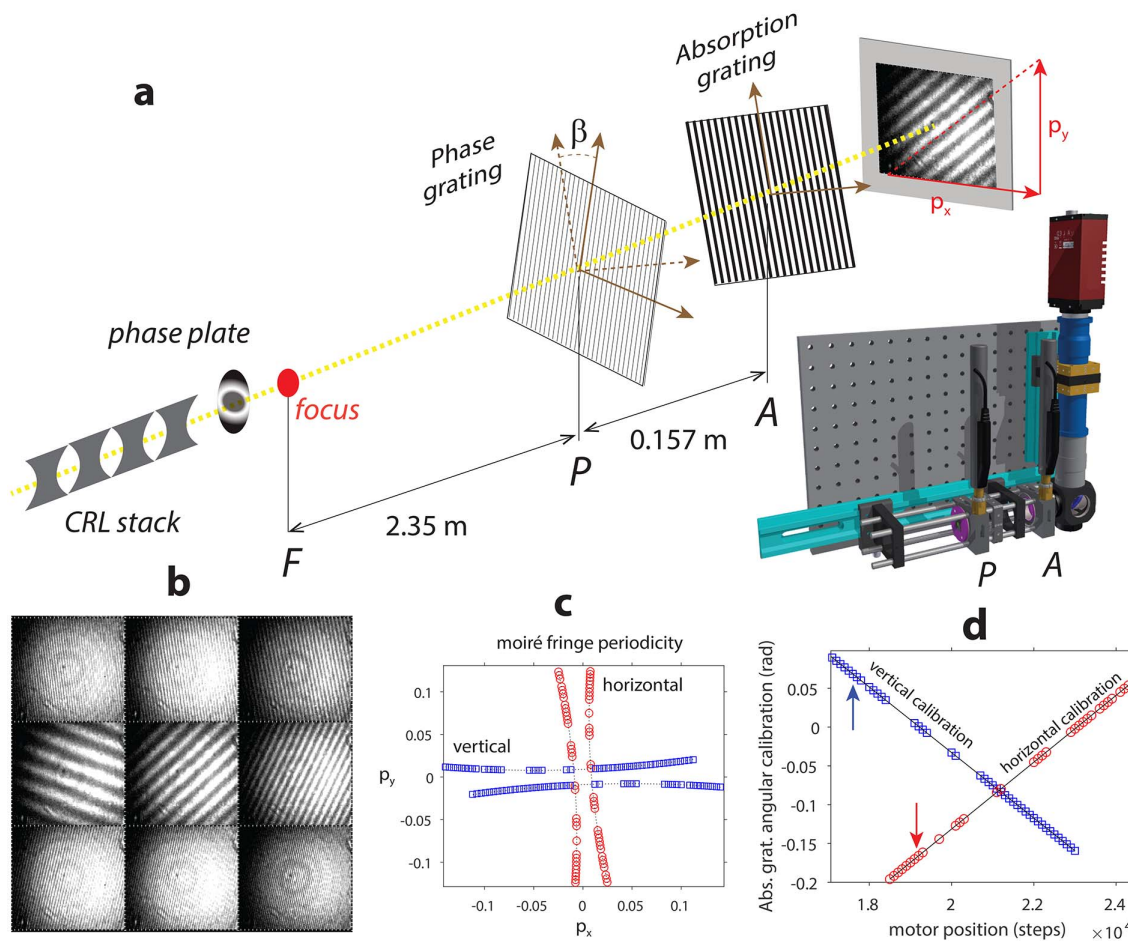 a
Absorption
grating
Phase
grating
β
p_y
p_x
phase plate
focus
CRL stack
A
0.157 m
P
2.35 m
F
P
A
b
c
moiré fringe periodicity
horizontal
vertical
0.1
0.05
0
-0.05
-0.1
p_y
-0.1
-0.05
0
0.05
0.1
p_x
d
Abs. grat. angular calibration (rad)
0.05
0
-0.05
-0.1
-0.15
-0.2
vertical calibration
horizontal calibration
1.8
2
2.2
2.4
motor position (steps)
×10⁴